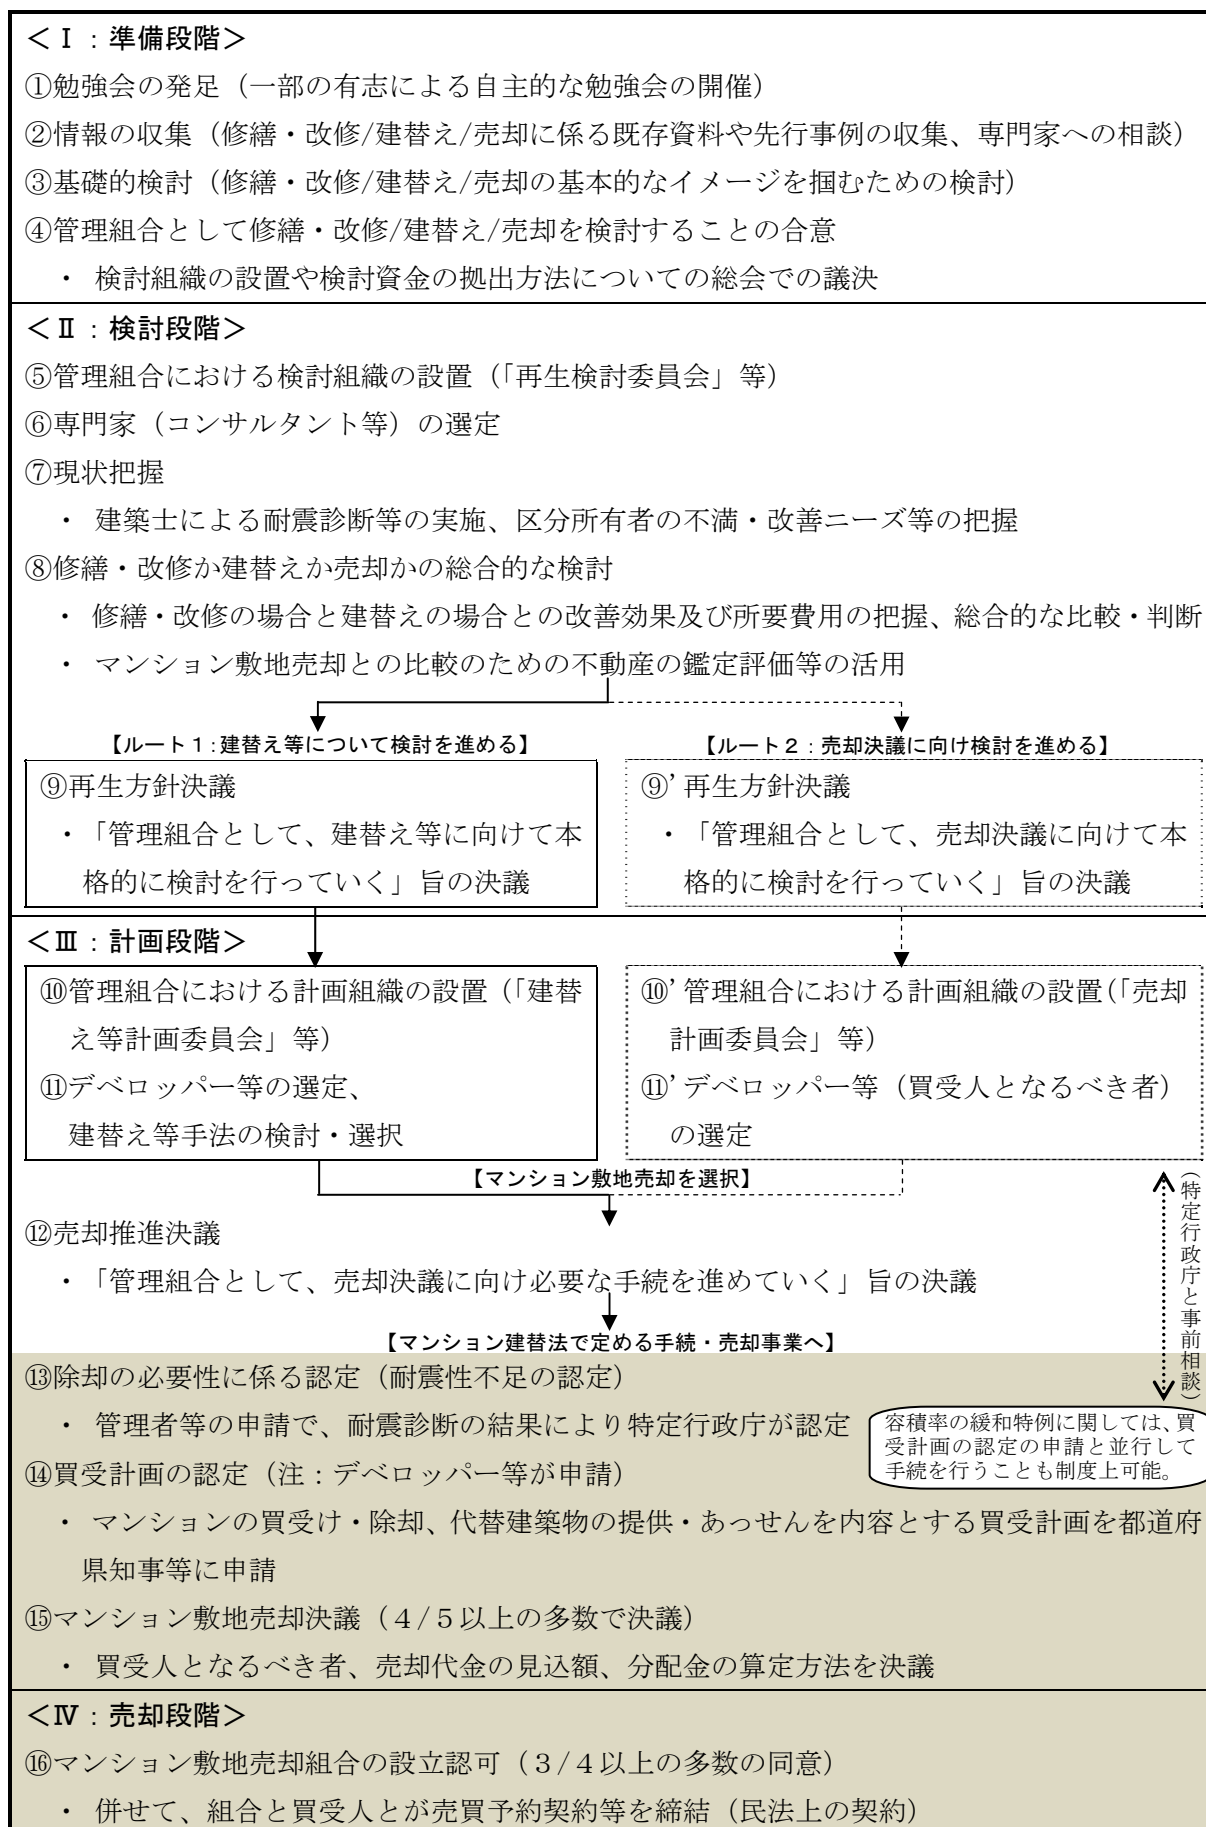 ＜Ⅰ：準備段階＞
①勉強会の発足（一部の有志による自主的な勉強会の開催）
②情報の収集（修繕・改修/建替え/売却に係る既存資料や先行事例の収集、専門家への相談）
③基礎的検討（修繕・改修/建替え/売却の基本的なイメージを掴むための検討）
④管理組合として修繕・改修/建替え/売却を検討することの合意
・ 検討組織の設置や検討資金の拠出方法についての総会での議決
＜Ⅱ：検討段階＞
⑤管理組合における検討組織の設置（「再生検討委員会」等）
⑥専門家（コンサルタント等）の選定
⑦現状把握
・ 建築士による耐震診断等の実施、区分所有者の不満・改善ニーズ等の把握
⑧修繕・改修か建替えか売却かの総合的な検討
・ 修繕・改修の場合と建替えの場合との改善効果及び所要費用の把握、総合的な比較・判断
・ マンション敷地売却との比較のための不動産の鑑定評価等の活用
【ルート１:建替え等について検討を進める】
⑨再生方針決議
・「管理組合として、建替え等に向けて本
格的に検討を行っていく」旨の決議
【ルート２：売却決議に向け検討を進める】
⑨’再生方針決議
・「管理組合として、売却決議に向けて本
格的に検討を行っていく」旨の決議
＜Ⅲ：計画段階＞
⑩管理組合における計画組織の設置（「建替
え等計画委員会」等）
⑪デベロッパー等の選定、
建替え等手法の検討・選択
⑩’管理組合における計画組織の設置（「売却
計画委員会」等）
⑪’デベロッパー等（買受人となるべき者）
の選定
【マンション敷地売却を選択】
（特定行政庁と事前相談）
⑫売却推進決議
・「管理組合として、売却決議に向け必要な手続を進めていく」旨の決議
【マンション建替法で定める手続・売却事業へ】
⑬除却の必要性に係る認定（耐震性不足の認定）
・ 管理者等の申請で、耐震診断の結果により特定行政庁が認定
容積率の緩和特例に関しては、買
受計画の認定の申請と並行して
手続を行うことも制度上可能。
⑭買受計画の認定（注：デベロッパー等が申請）
・ マンションの買受け・除却、代替建築物の提供・あっせんを内容とする買受計画を都道府
県知事等に申請
⑮マンション敷地売却決議（４/５以上の多数で決議）
・ 買受人となるべき者、売却代金の見込額、分配金の算定方法を決議
＜Ⅳ：売却段階＞
⑯マンション敷地売却組合の設立認可（３/４以上の多数の同意）
・ 併せて、組合と買受人とが売買予約契約等を締結（民法上の契約）